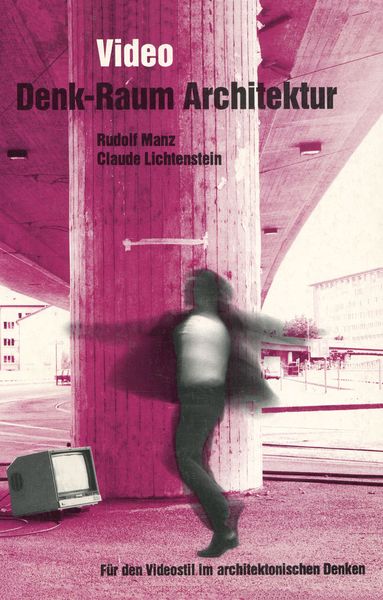 Video
Denk-Raum Architektur
Rudolf Manz
Claude Lichtenstein
Für den Videostil im architektonischen Denken